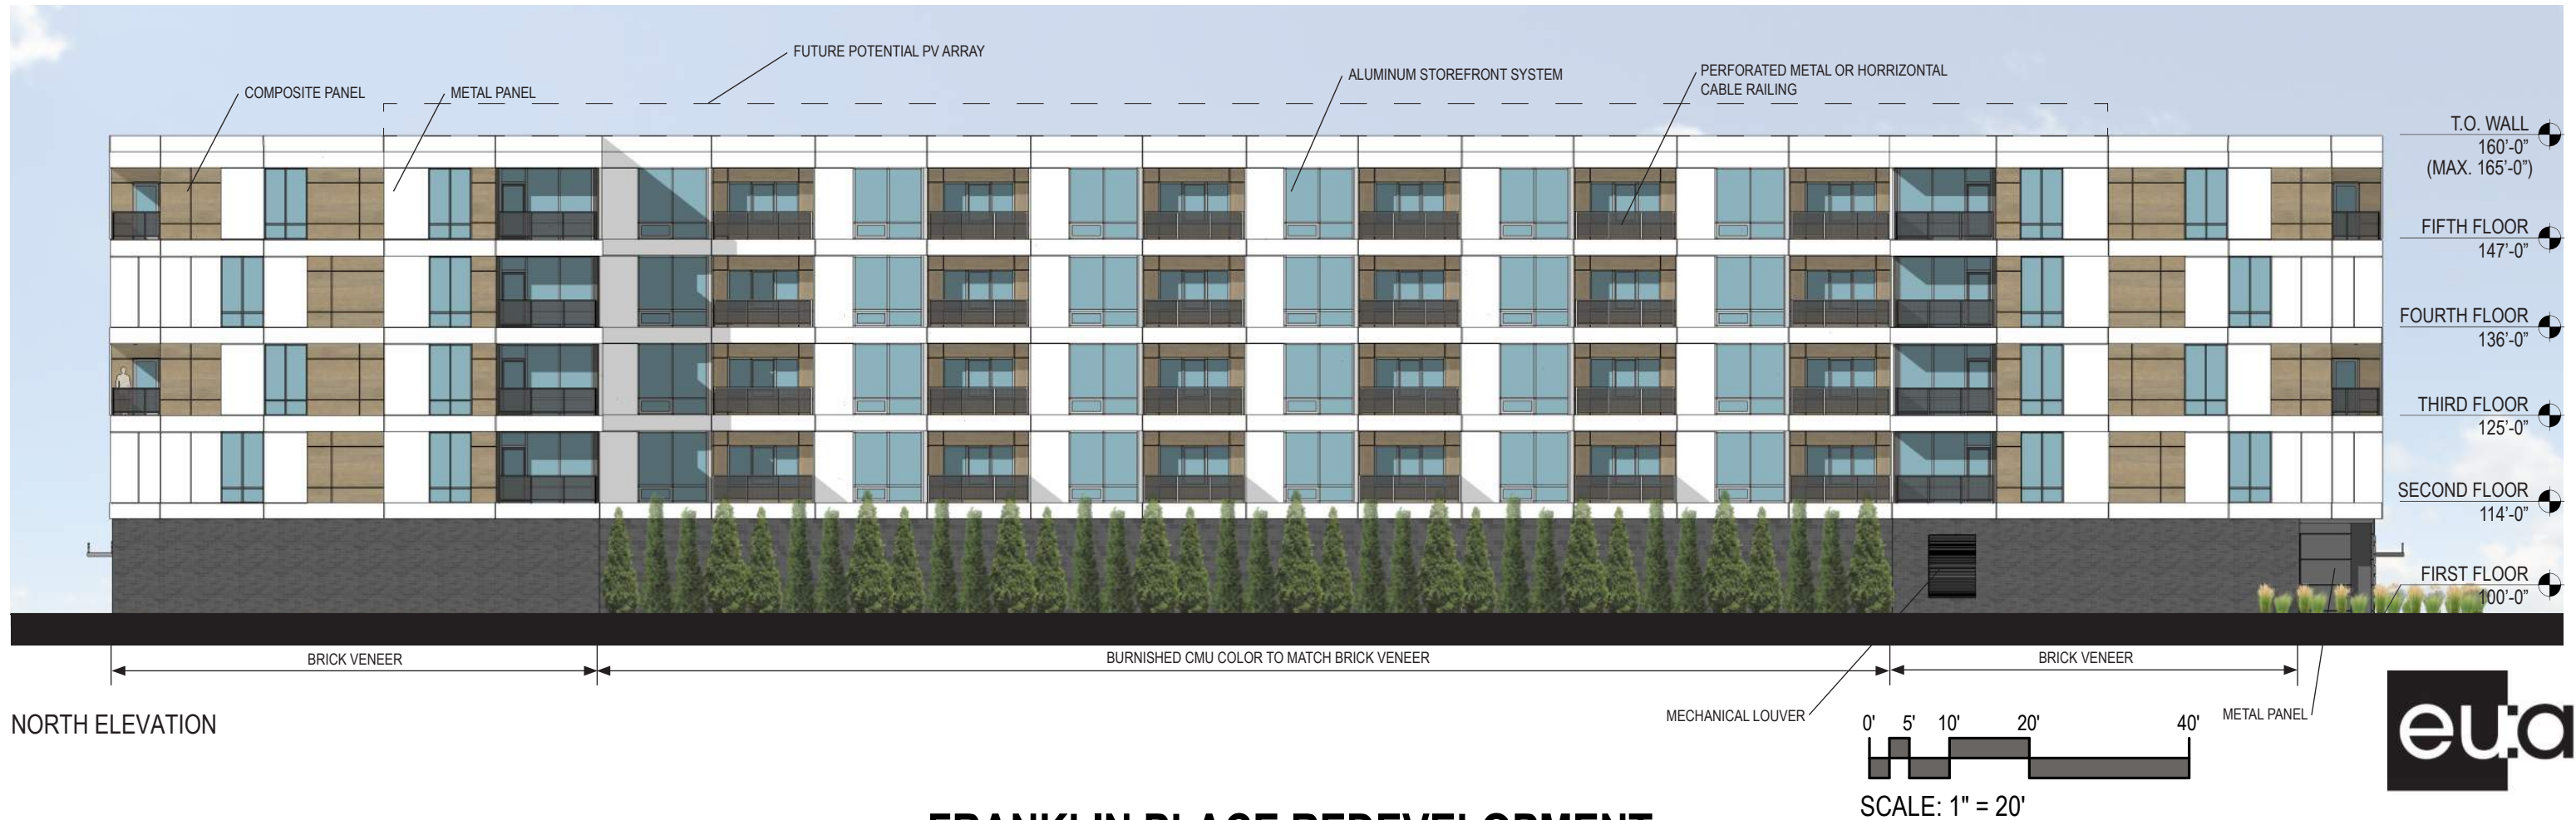 FUTURE POTENTIAL PV ARRAY
COMPOSITE PANEL
METAL PANEL
ALUMINUM STOREFRONT SYSTEM
PERFORATED METAL OR HORRIZONTAL
CABLE RAILING
T.O. WALL
160'-0"
(MAX. 165'-0")
FIFTH FLOOR
147'-0"
FOURTH FLOOR
136'-0"
THIRD FLOOR
125'-0"
SECOND FLOOR
114'-0"
FIRST FLOOR
100'-0"
BRICK VENEER
BURNISHED CMU COLOR TO MATCH BRICK VENEER
BRICK VENEER
MECHANICAL LOUVER
METAL PANEL
NORTH ELEVATION
0' 5' 10' 20' 40'
SCALE: 1" = 20'
eu:a
FRANKLIN PLACE REDEVELOPMENT